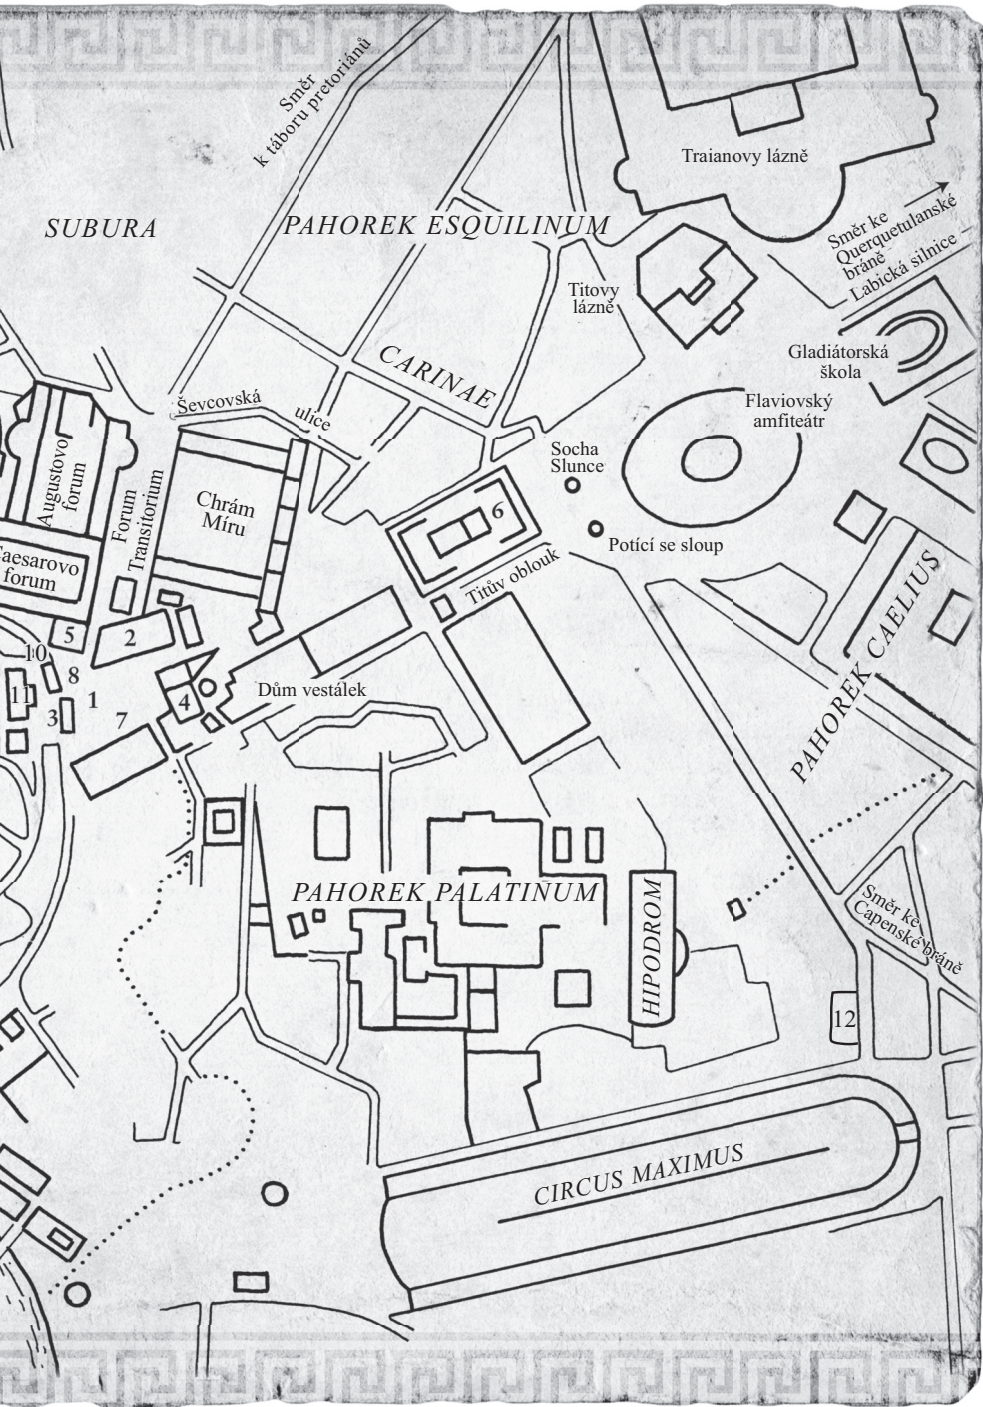 Směr
k táboru pretoriánů
Traianovy lázně
SUBURA
PAHOREK ESQUILINUM
Směr ke
Querquetulanské
bráně
Labická silnice
Titovy
lázně
CARINAE
Gladiátorská
škola
Ševcovská
ulice
Flaviovský
amfiteátr
Augustovo
forum
Forum
Transitorium
Chrám
Míru
Socha
Slunce
6
Potící se sloup
Caesarovo
forum
Titův oblouk
PAHOREK CAELIUS
5
2
10
8
11
1
4
3
7
Dům vestálek
PAHOREK PALATINUM
HIPODROM
Směr ke
Capenské bráně
12
CIRCUS MAXIMUS